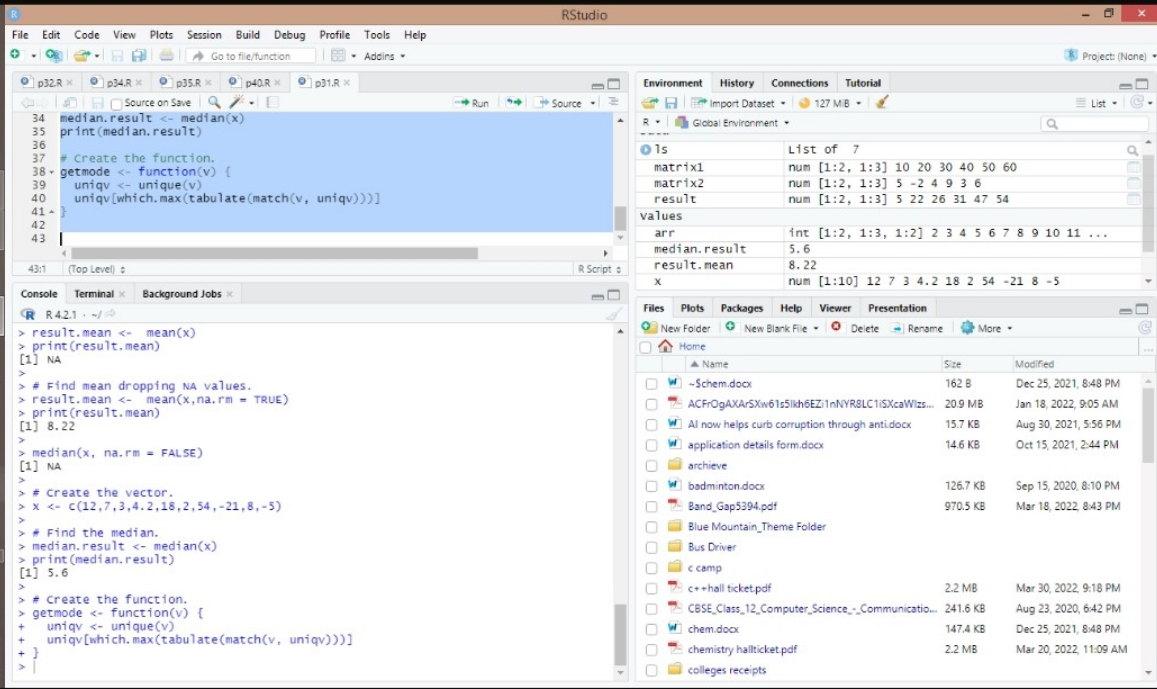 RStudio
File Edit Code View Plots Session Build Debug Profile Tools Help
Go to file/function Addins Project: (None)
p32.R p34.R p35.R p40.R p31.R
Source on Save Run Source
34 median.result <- median(x)
35 print(median.result)
36
37 # Create the function.
38 getmode <- function(v) {
39 uniqv <- unique(v)
40 uniqv[which.max(tabulate(match(v, uniqv)))]
41 }
42
43
43:1 (Top Level) R Script
Console Terminal Background Jobs
R 4.2.1 · ~/
> result.mean <- mean(x)
> print(result.mean)
[1] NA
>
> # Find mean dropping NA values.
> result.mean <- mean(x,na.rm = TRUE)
> print(result.mean)
[1] 8.22
>
> median(x, na.rm = FALSE)
[1] NA
>
> # Create the vector.
> x <- c(12,7,3,4.2,18,2,54,-21,8,-5)
>
> # Find the median.
> median.result <- median(x)
> print(median.result)
[1] 5.6
>
> # Create the function.
> getmode <- function(v) {
+ uniqv <- unique(v)
+ uniqv[which.max(tabulate(match(v, uniqv)))]
+ }
>
Environment History Connections Tutorial
Import Dataset 127 MiB List
R Global Environment
ls List of 7
matrix1 num [1:2, 1:3] 10 20 30 40 50 60
matrix2 num [1:2, 1:3] 5 -2 4 9 3 6
result num [1:2, 1:3] 5 22 26 31 47 54
Values
arr int [1:2, 1:3, 1:2] 2 3 4 5 6 7 8 9 10 11 ...
median.result 5.6
result.mean 8.22
x num [1:10] 12 7 3 4.2 18 2 54 -21 8 -5
Files Plots Packages Help Viewer Presentation
New Folder New Blank File Delete Rename More
Home
Name Size Modified
~$chem.docx 162 B Dec 25, 2021, 8:48 PM
20.9 MB Jan 18, 2022, 9:05 AM
AI now helps curb corruption through anti.docx 15.7 KB Aug 30, 2021, 5:56 PM
application details form.docx 14.6 KB Oct 15, 2021, 2:44 PM
archieve
badminton.docx 126.7 KB Sep 15, 2020, 8:10 PM
Band_Gap5394.pdf 970.5 KB Mar 18, 2022, 8:43 PM
Blue Mountain_Theme Folder
Bus Driver
c camp
c++hall ticket.pdf 2.2 MB Mar 30, 2022, 9:18 PM
CBSE_Class_12_Computer_Science_-_Communicatio... 241.6 KB Aug 23, 2020, 6:42 PM
chem.docx 147.4 KB Dec 25, 2021, 8:48 PM
chemistry hallticket.pdf 2.2 MB Mar 20, 2022, 11:09 AM
colleges receipts